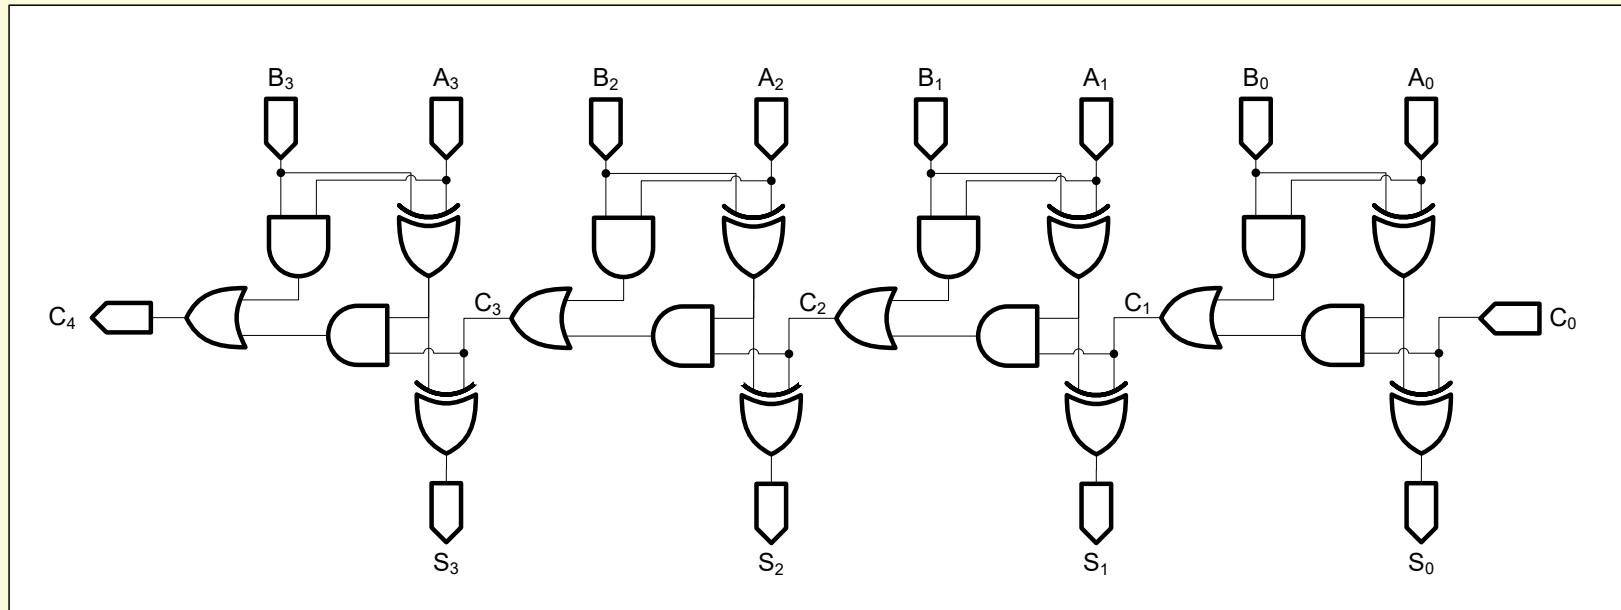 B₃ A₃ B₂ A₂ B₁ A₁ B₀ A₀
C₄ C₃ C₂ C₁ C₀
S₃ S₂ S₁ S₀